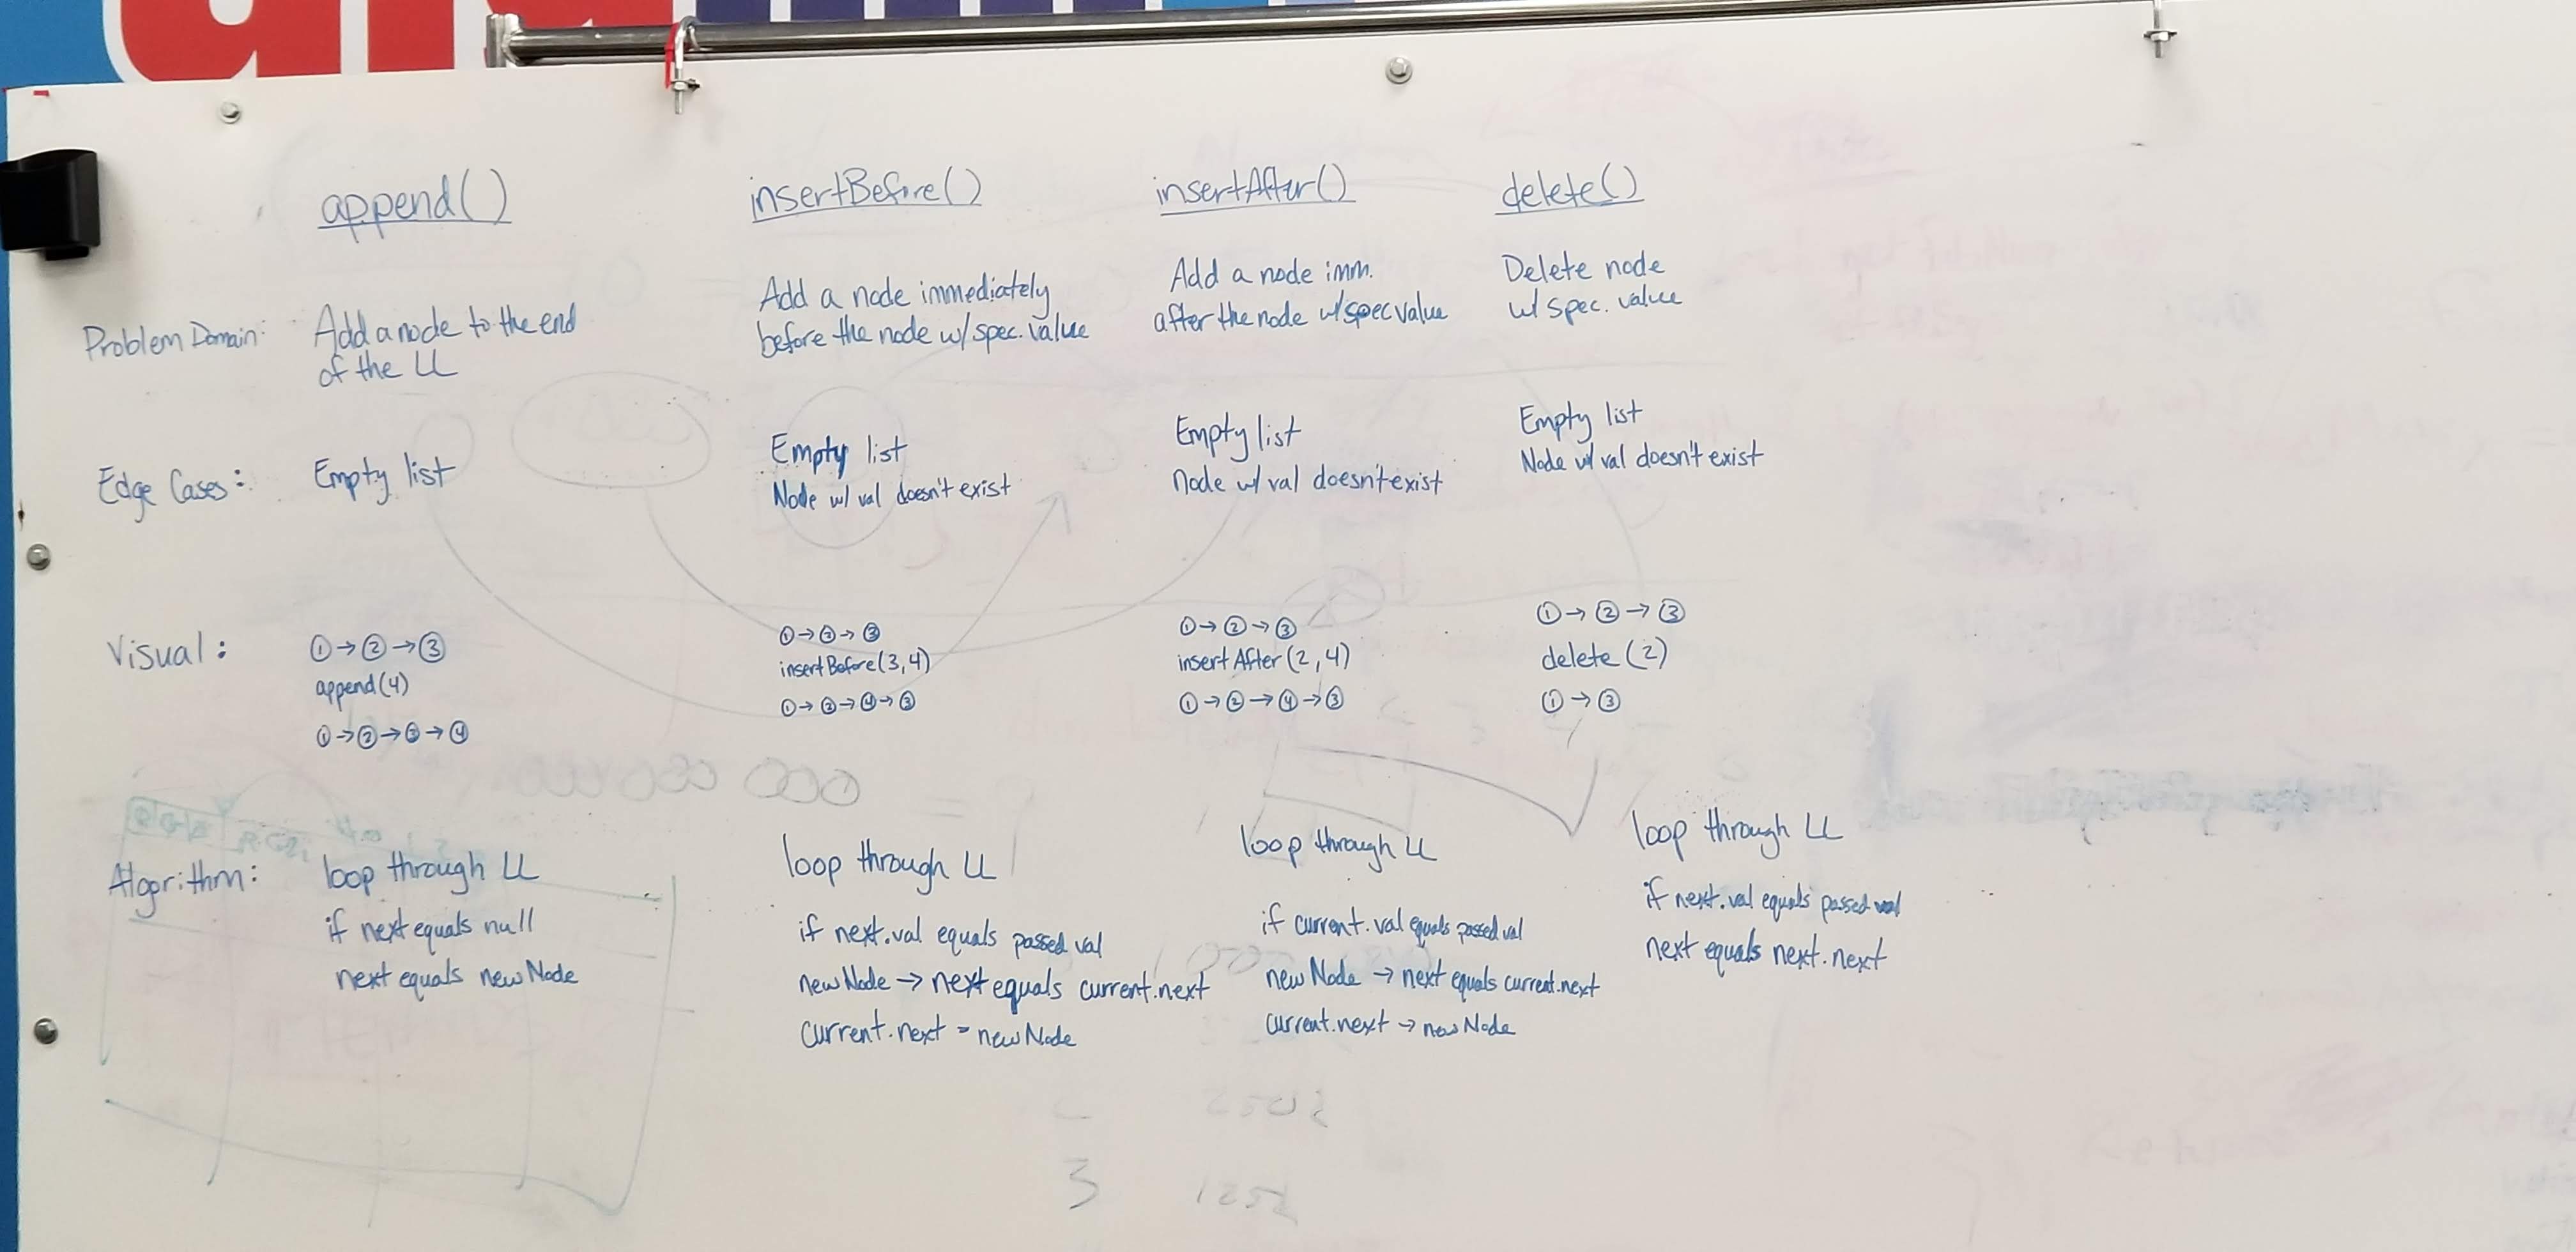 append()
insertBefore()
insertAfter()
delete()
Problem Domain:
Add a node to the end
of the LL
Add a node immediately
before the node w/ spec. value
Add a node imm.
after the node w/ spec value
Delete node
w/ spec. value
Edge Cases:
Empty list
Empty list
Node w/ val doesn't exist
Empty list
Node w/ val doesn't exist
Empty list
Node w/ val doesn't exist
Visual:
1 → 2 → 3
append(4)
1 → 2 → 3 → 4
1 → 2 → 3
insertBefore(3,4)
1 → 2 → 4 → 3
1 → 2 → 3
insertAfter(2,4)
1 → 2 → 4 → 3
1 → 2 → 3
delete(2)
1 → 3
Algorithm:
loop through LL
if next equals null
next equals newNode
loop through LL
if next.val equals passed val
newNode → next equals current.next
current.next = newNode
loop through LL
if current.val equals passed val
newNode → next equals current.next
current.next → newNode
loop through LL
if next.val equals passed val
next equals next.next